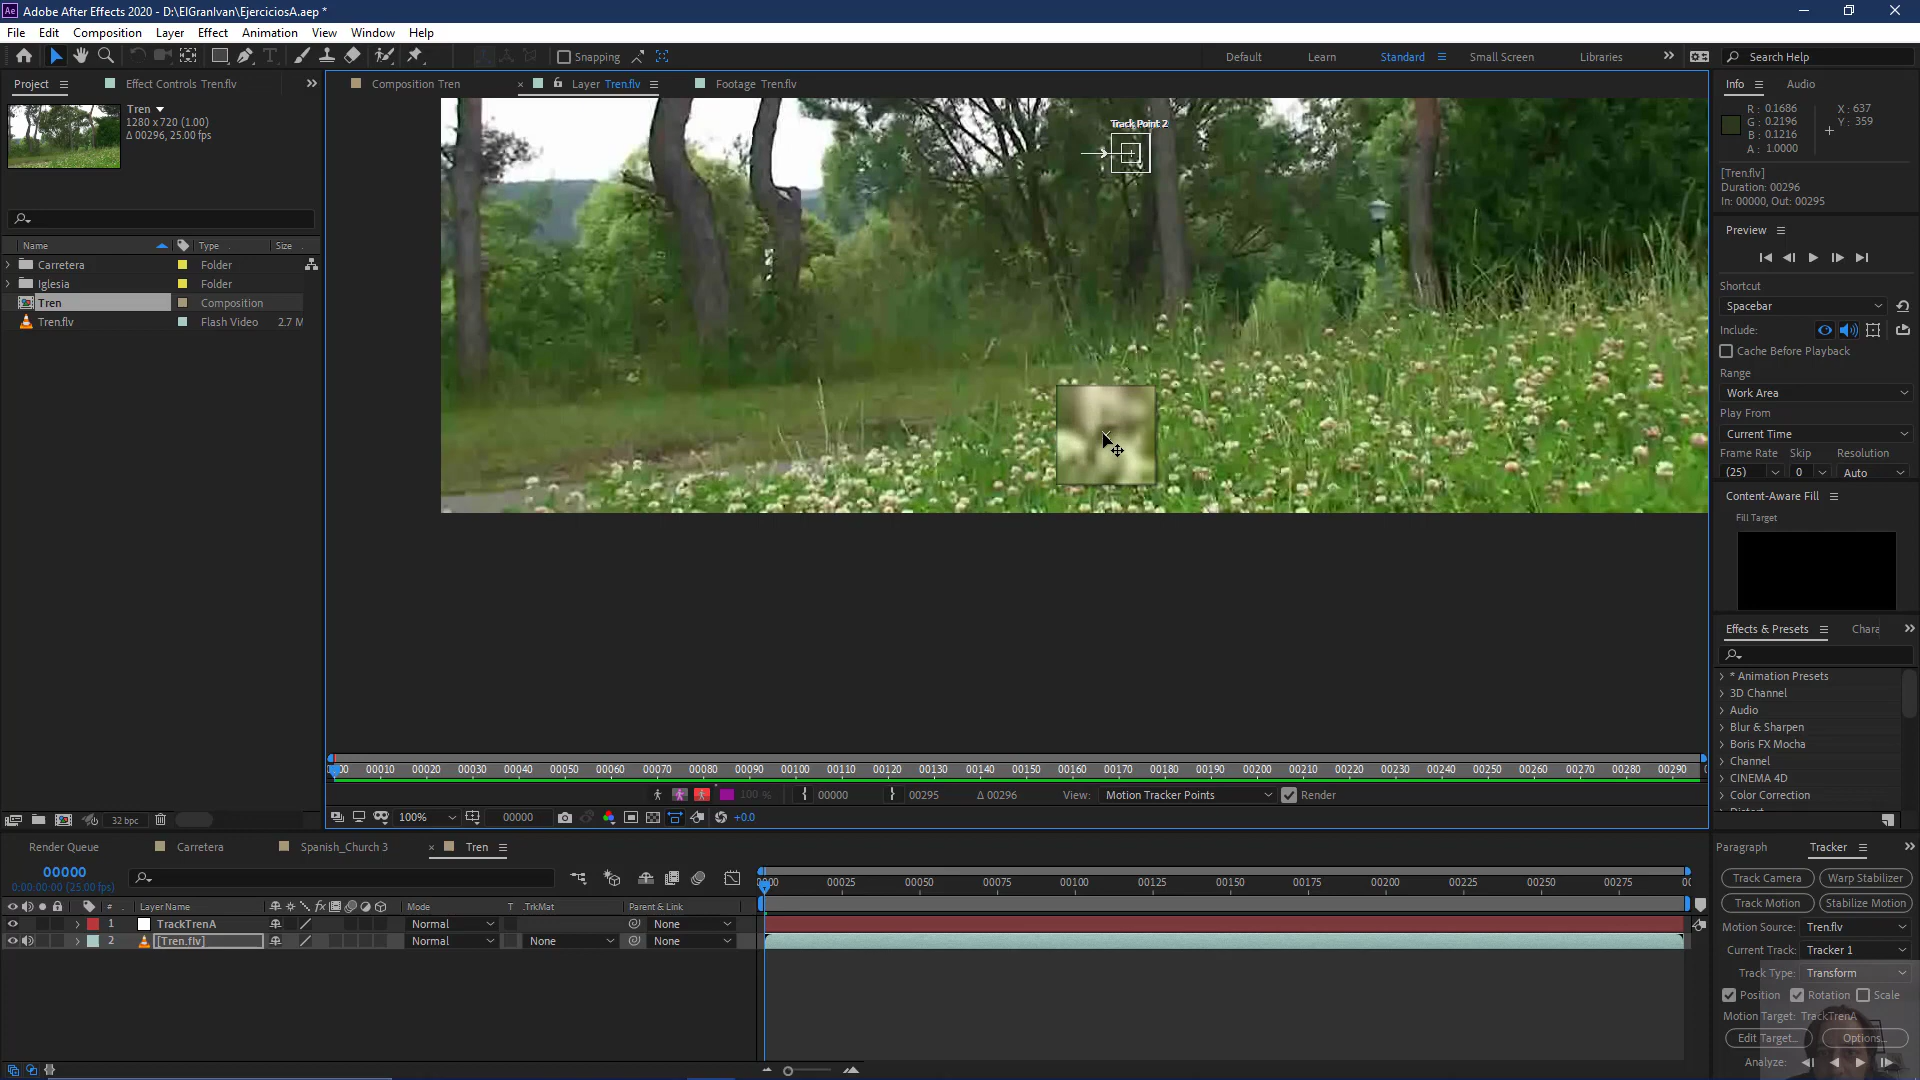 Adobe After Effects 2020 - D:\ElGranIvan\EjerciciosA.aep *
File Edit Composition Layer Effect Animation View Window Help
Snapping Default Learn Standard Small Screen Libraries Search Help
Project Effect Controls Tren.flv
Tren
1280 x 720 (1.00)
Δ 00296, 25.00 fps
Name Type Size
Carretera Folder
Iglesia Folder
Tren Composition
Tren.flv Flash Video 2.7 M
32 bpc
Composition Tren Layer Tren.flv Footage Tren.flv
Track Point 2
00010 00020 00030 00040 00050 00060 00070 00080 00090 00100 00110 00120 00130 00140 00150 00160 00170 00180 00190 00200 00210 00220 00230 00240 00250 00260 00270 00280 00290
100 % 00000 00295 Δ 00296 View: Motion Tracker Points Render
100% 00000 +0.0
Info Audio
R : 0.1686 X : 637
G : 0.2196 Y : 359
B : 0.1216
A : 1.0000
[Tren.flv]
Duration: 00296
In: 00000, Out: 00295
Preview
Shortcut
Spacebar
Include:
Cache Before Playback
Range
Work Area
Play From
Current Time
Frame Rate Skip Resolution
(25) 0 Auto
Content-Aware Fill
Fill Target
Effects & Presets Chara
* Animation Presets
3D Channel
Audio
Blur & Sharpen
Boris FX Mocha
Channel
CINEMA 4D
Color Correction
Render Queue Carretera Spanish_Church 3 Tren
00000
0:00:00:00 (25.00 fps)
# Layer Name Mode T .TrkMat Parent & Link
1 TrackTrenA Normal None
2 [Tren.flv] Normal None None
00025 00050 00075 00100 00125 00150 00175 00200 00225 00250 00275
Paragraph Tracker
Track Camera Warp Stabilizer
Track Motion Stabilize Motion
Motion Source: Tren.flv
Current Track: Tracker 1
Track Type: Transform
Position Rotation Scale
Motion Target: TrackTrenA
Edit Target... Options...
Analyze: